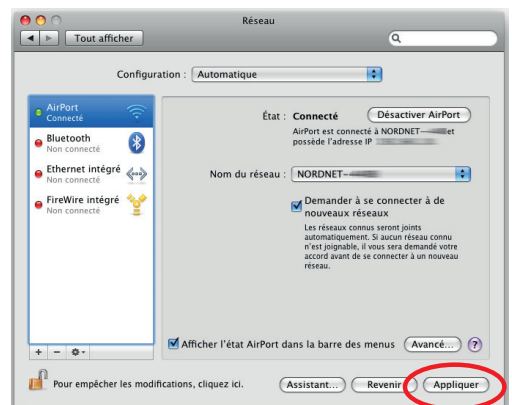 Réseau
Tout afficher
Configuration : Automatique
AirPort
Connecté
Bluetooth
Non connecté
Ethernet intégré
Non connecté
FireWire intégré
Non connecté
État : Connecté
Désactiver AirPort
AirPort est connecté à NORDNET- et
possède l'adresse IP
Nom du réseau : NORDNET-
Demander à se connecter à de
nouveaux réseaux
Les réseaux connus seront joints
automatiquement. Si aucun réseau connu
n'est joignable, il vous sera demandé votre
accord avant de se connecter à un nouveau
réseau.
Afficher l'état AirPort dans la barre des menus
Avancé... ?
Pour empêcher les modifications, cliquez ici.
Assistant... Revenir Appliquer